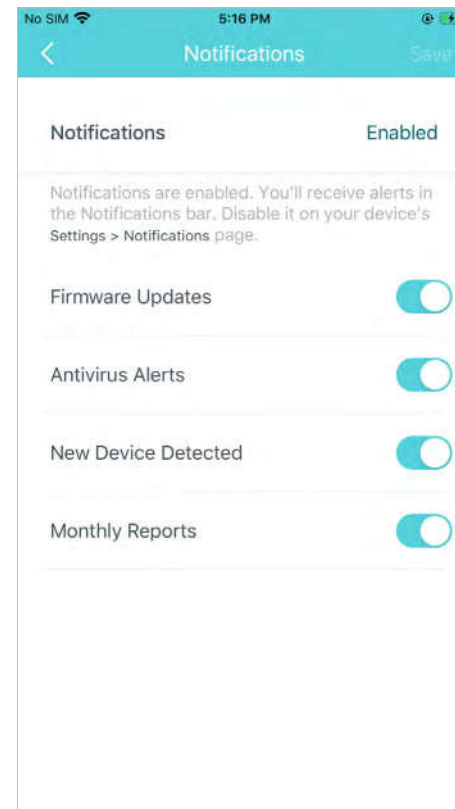 No SIM 5:16 PM
Notifications Save
Notifications Enabled
Notifications are enabled. You'll receive alerts in
the Notifications bar. Disable it on your device's
Settings > Notifications page.
Firmware Updates
Antivirus Alerts
New Device Detected
Monthly Reports